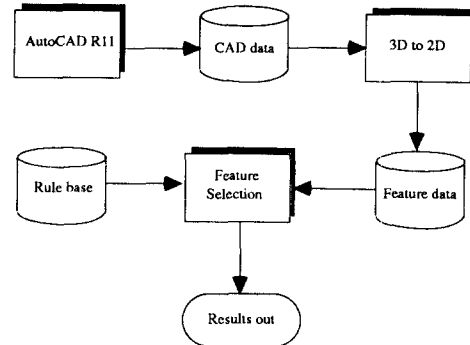 AutoCAD R11
CAD data
3D to 2D
Rule base
Feature
Selection
Feature data
Results out